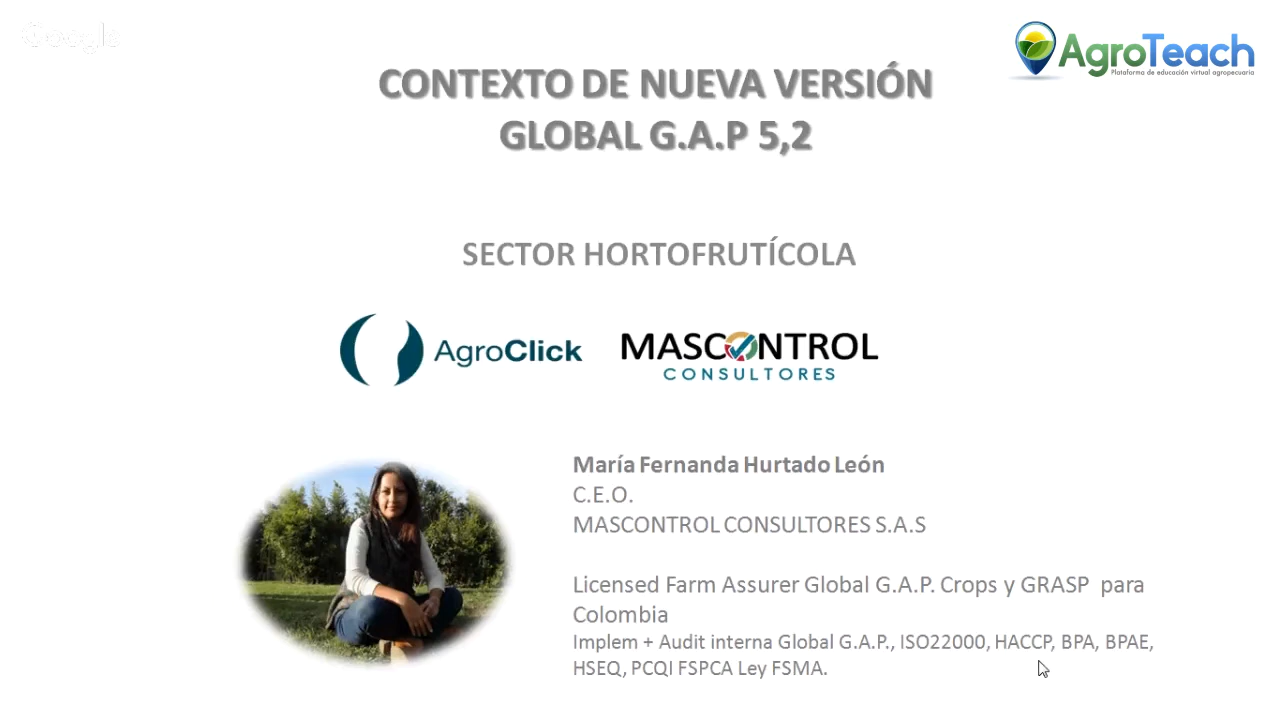 Google
AgroTeach
Plataforma de educación virtual agropecuaria
CONTEXTO DE NUEVA VERSIÓN
GLOBAL G.A.P 5,2
SECTOR HORTOFRUTÍCOLA
AgroClick
MASCONTROL
CONSULTORES
María Fernanda Hurtado León
C.E.O.
MASCONTROL CONSULTORES S.A.S
Licensed Farm Assurer Global G.A.P. Crops y GRASP para
Colombia
Implem + Audit interna Global G.A.P., ISO22000, HACCP, BPA, BPAE,
HSEQ, PCQI FSPCA Ley FSMA.